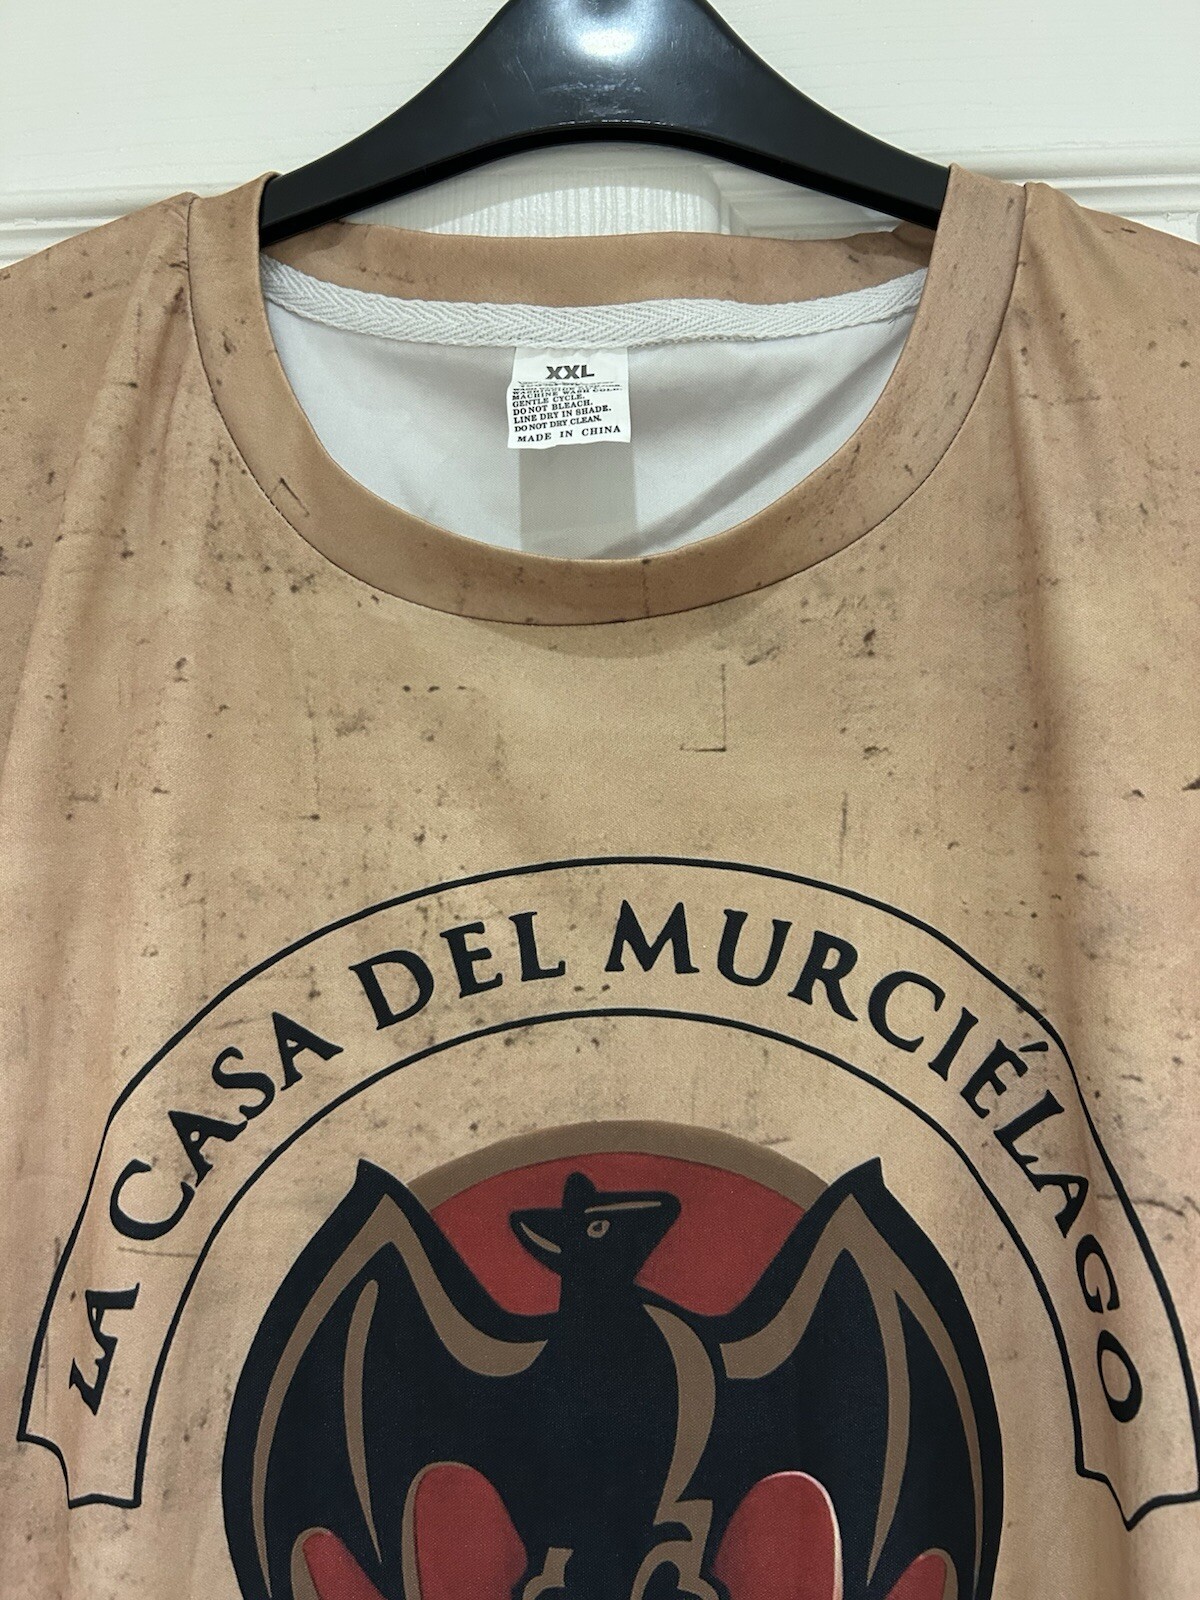 XXL
MACHINE WASH COLD.
GENTLE CYCLE.
DO NOT BLEACH.
LINE DRY IN SHADE.
DO NOT DRY CLEAN.
MADE IN CHINA
LA CASA DEL MURCIÉLAGO